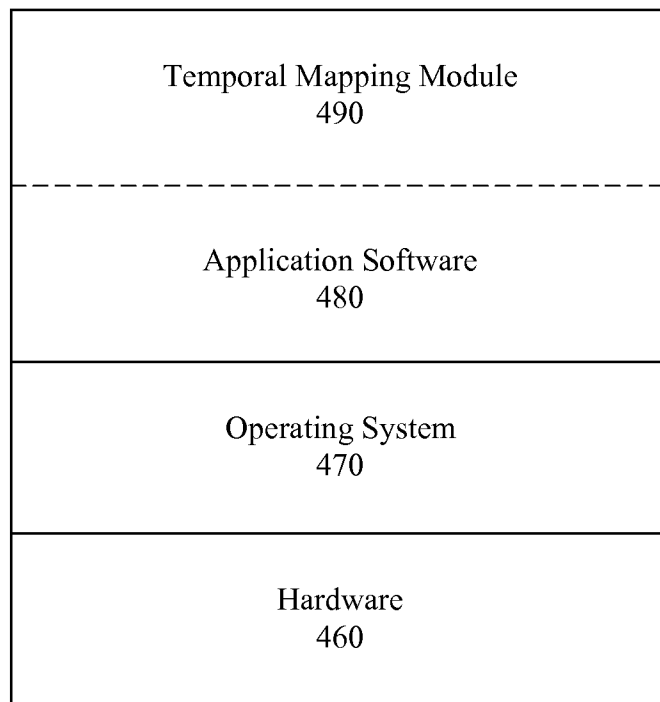 Temporal Mapping Module
490
Application Software
480
Operating System
470
Hardware
460